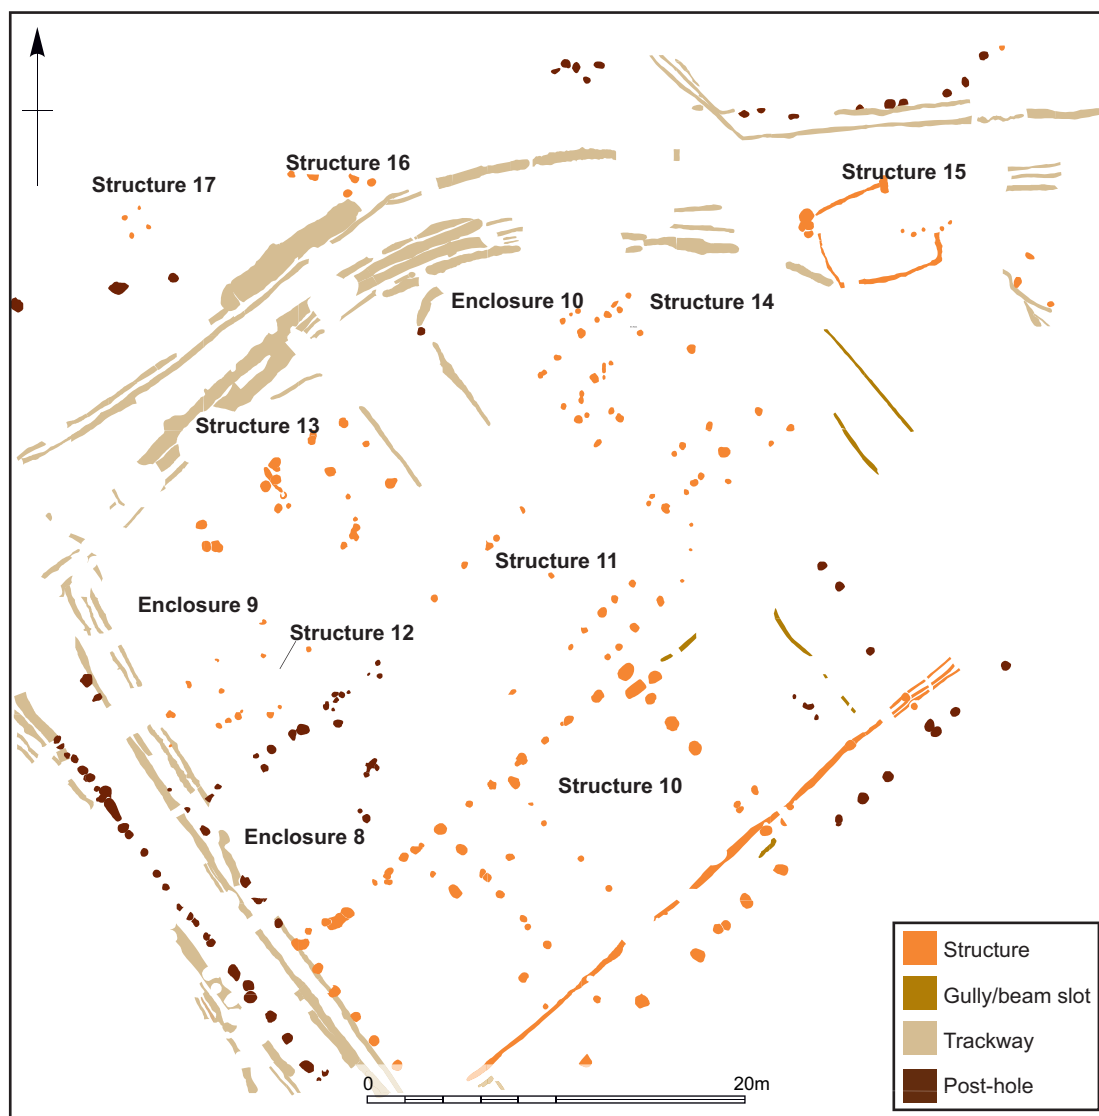 Structure 16
Structure 17
Structure 15
Enclosure 10
Structure 14
Structure 13
Structure 11
Enclosure 9
Structure 12
Structure 10
Enclosure 8
Structure
Gully/beam slot
Trackway
Post-hole
0 20m